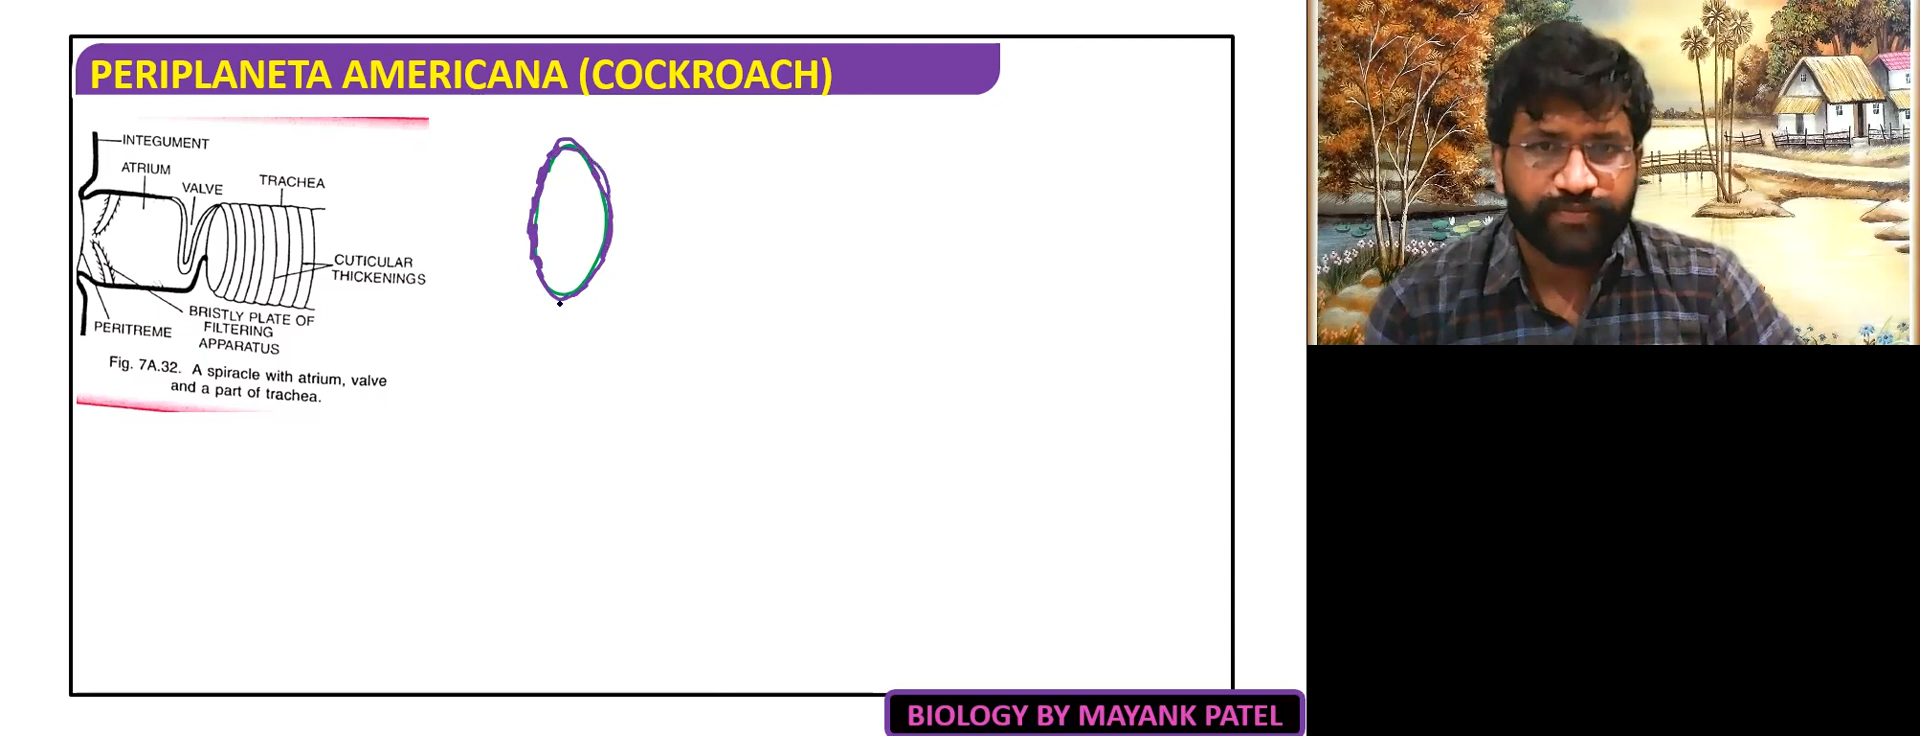 PERIPLANETA AMERICANA (COCKROACH)
INTEGUMENT
ATRIUM
VALVE
TRACHEA
CUTICULAR
THICKENINGS
BRISTLY PLATE OF
FILTERING
APPARATUS
PERITREME
Fig. 7A.32. A spiracle with atrium, valve
and a part of trachea.
BIOLOGY BY MAYANK PATEL